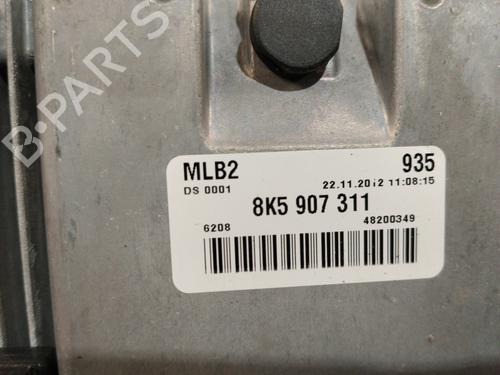 B-PARTS
MLB2 935
DS 0001 22.11.2012 11:08:15
8K5 907 311
6208 48200349